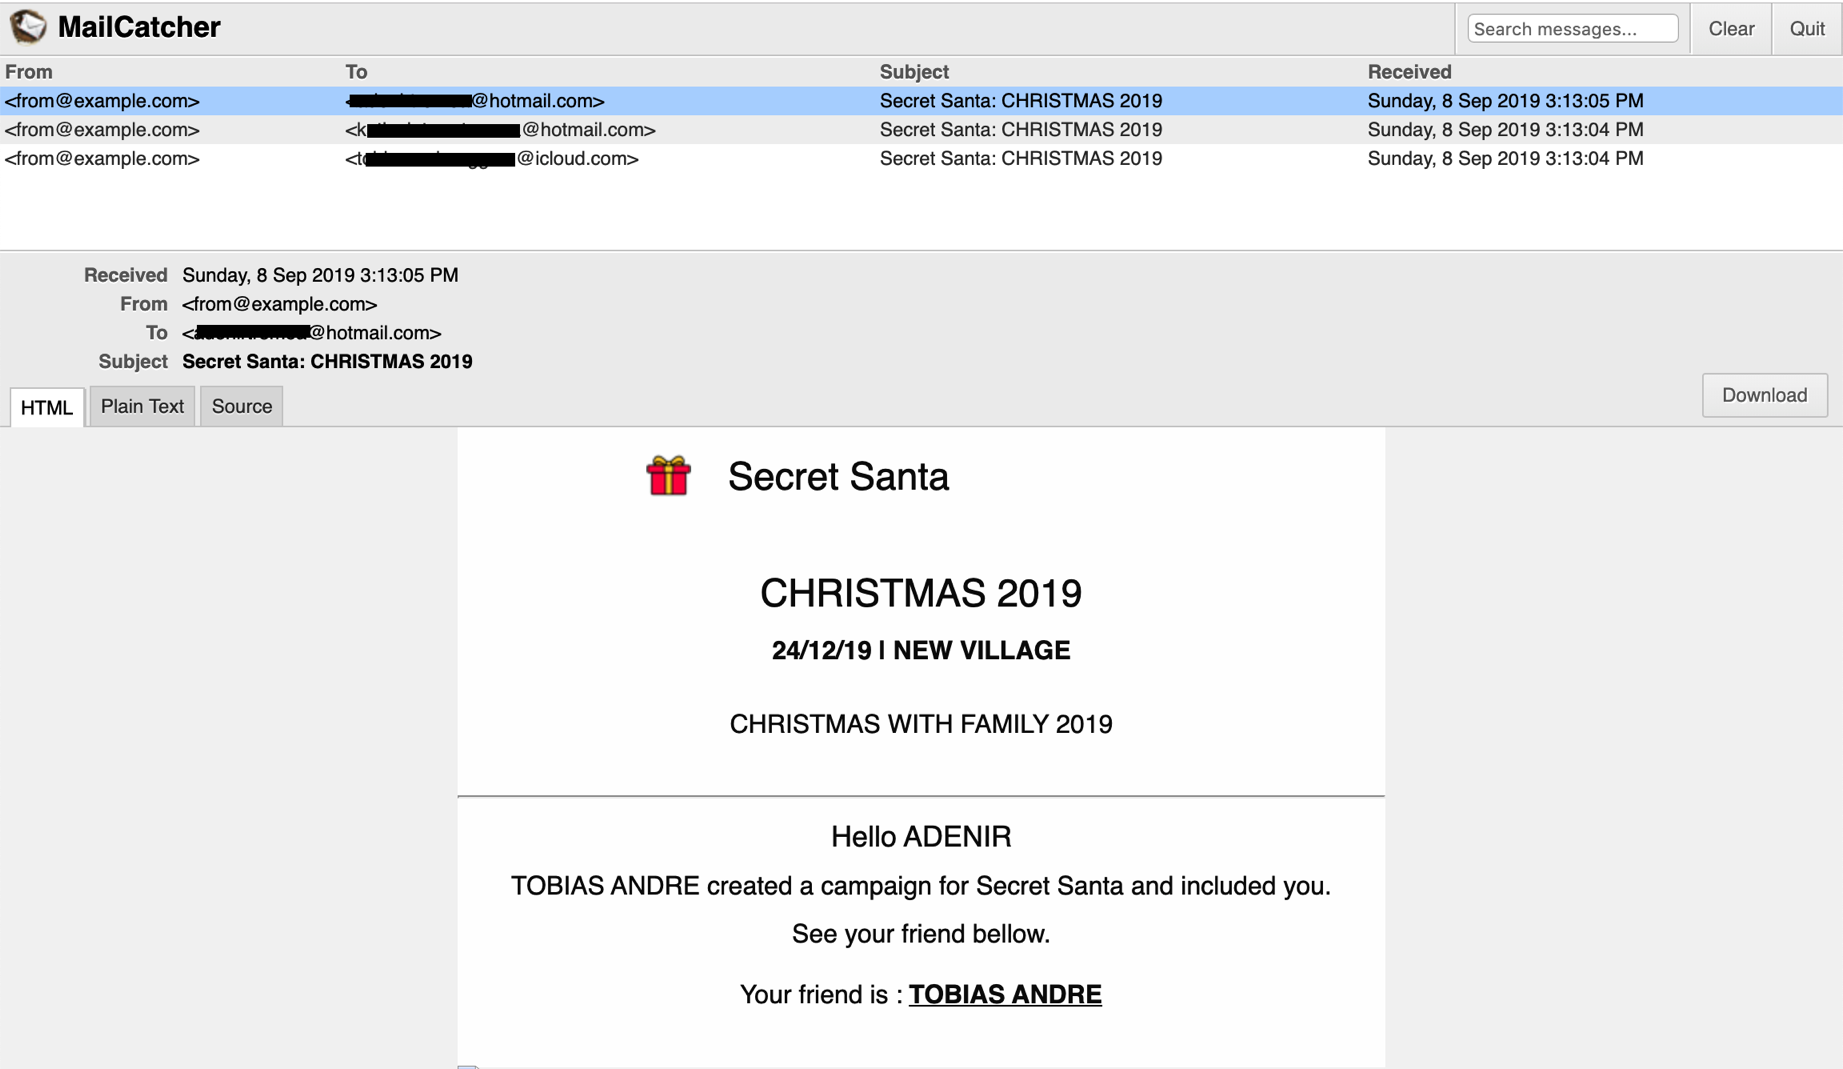 MailCatcher
Search messages... Clear Quit
From To Subject Received
<from@example.com> @hotmail.com> Secret Santa: CHRISTMAS 2019 Sunday, 8 Sep 2019 3:13:05 PM
<from@example.com> <k @hotmail.com> Secret Santa: CHRISTMAS 2019 Sunday, 8 Sep 2019 3:13:04 PM
<from@example.com> <t @icloud.com> Secret Santa: CHRISTMAS 2019 Sunday, 8 Sep 2019 3:13:04 PM
Received Sunday, 8 Sep 2019 3:13:05 PM
From <from@example.com>
To < @hotmail.com>
Subject Secret Santa: CHRISTMAS 2019
HTML Plain Text Source Download
Secret Santa
CHRISTMAS 2019
24/12/19 | NEW VILLAGE
CHRISTMAS WITH FAMILY 2019
Hello ADENIR
TOBIAS ANDRE created a campaign for Secret Santa and included you.
See your friend bellow.
Your friend is : TOBIAS ANDRE